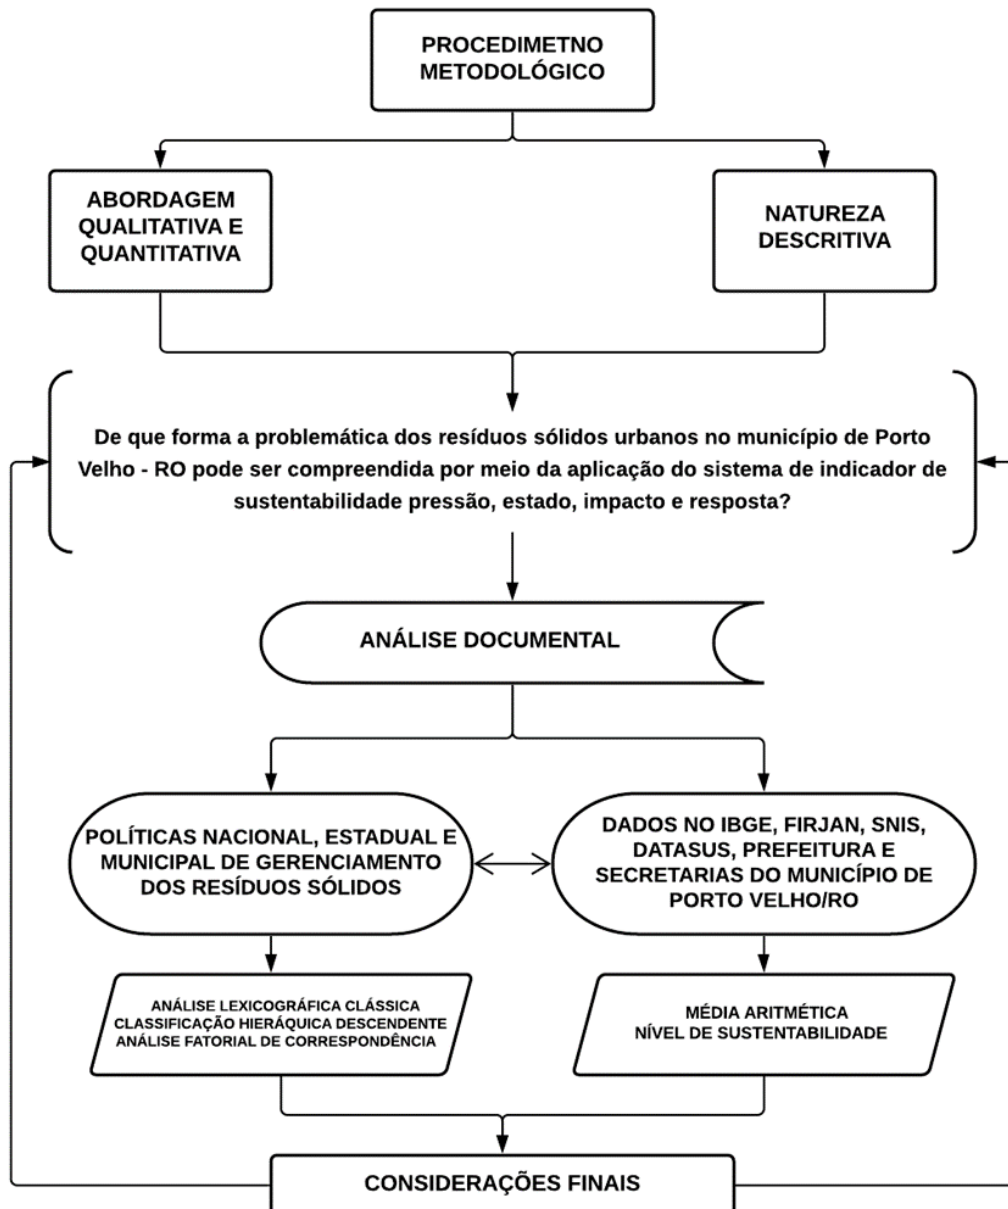 PROCEDIMETNO
METODOLÓGICO
ABORDAGEM
QUALITATIVA E
QUANTITATIVA
NATUREZA
DESCRITIVA
De que forma a problemática dos resíduos sólidos urbanos no município de Porto
Velho - RO pode ser compreendida por meio da aplicação do sistema de indicador de
sustentabilidade pressão, estado, impacto e resposta?
ANÁLISE DOCUMENTAL
POLÍTICAS NACIONAL, ESTADUAL E
MUNICIPAL DE GERENCIAMENTO
DOS RESÍDUOS SÓLIDOS
DADOS NO IBGE, FIRJAN, SNIS,
DATASUS, PREFEITURA E
SECRETARIAS DO MUNICÍPIO DE
PORTO VELHO/RO
ANÁLISE LEXICOGRÁFICA CLÁSSICA
CLASSIFICAÇÃO HIERÁQUICA DESCENDENTE
ANÁLISE FATORIAL DE CORRESPONDÊNCIA
MÉDIA ARITMÉTICA
NÍVEL DE SUSTENTABILIDADE
CONSIDERAÇÕES FINAIS